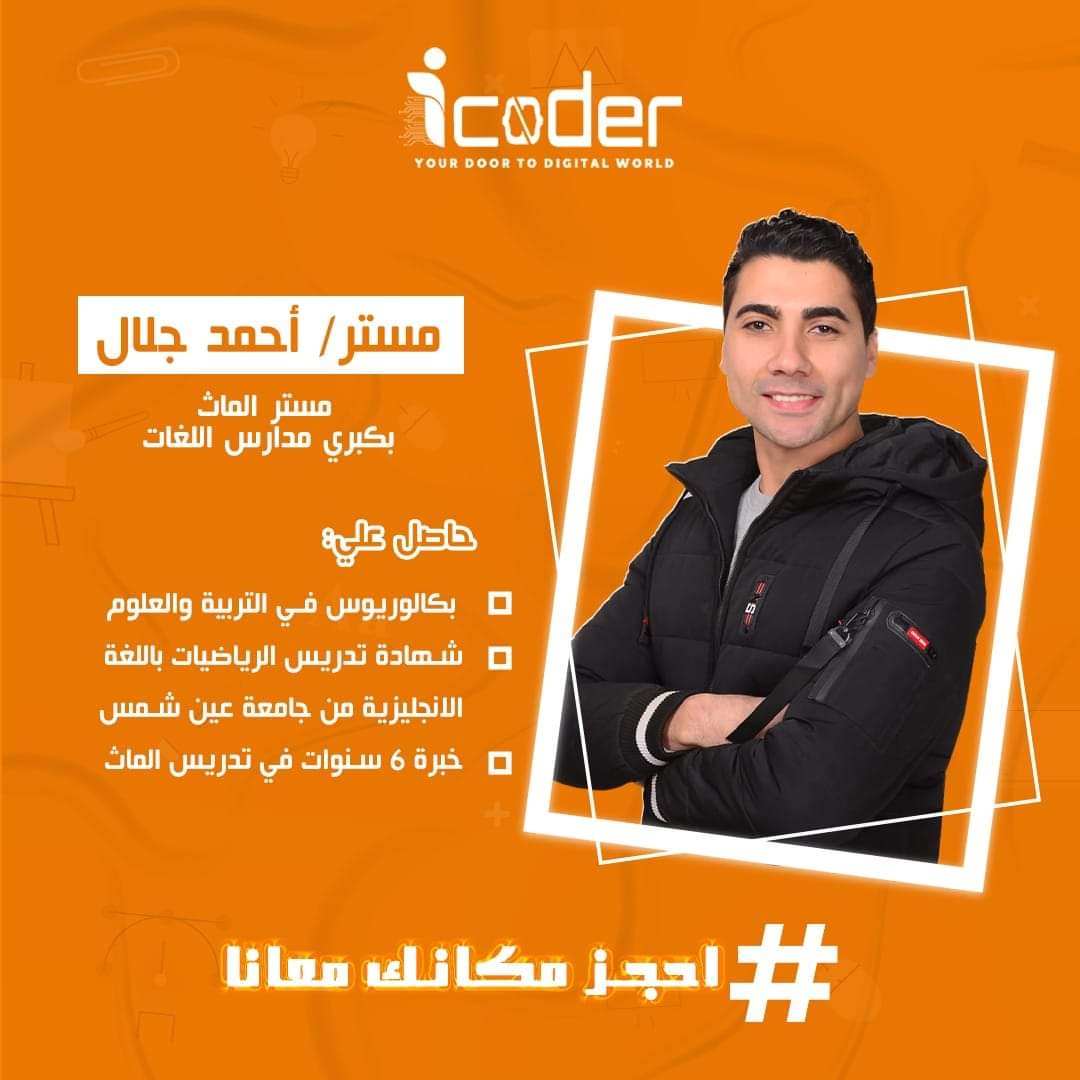 icoder
YOUR DOOR TO DIGITAL WORLD
مستر/ أحمد جلال
مستر الماث
بكبري مدارس اللغات
حاصل علي:
بكالوريوس في التربية والعلوم
شهادة تدريس الرياضيات باللغة
الانجليزية من جامعة عين شمس
خبرة 6 سنوات في تدريس الماث
#احجز مكانك معانا